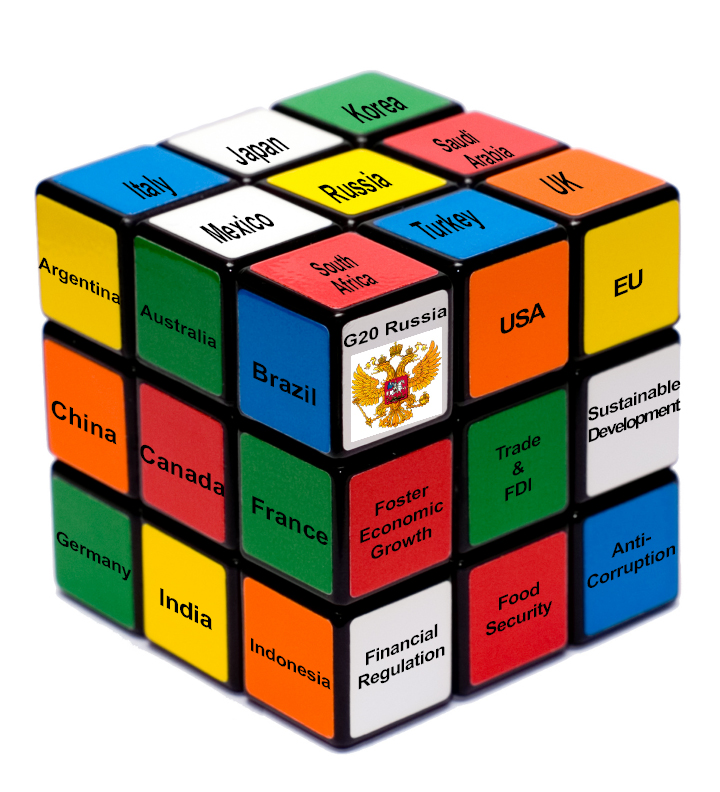 Korea
Japan
Saudi
Arabia
Italy
Russia
UK
Mexico
Turkey
South
Africa
Argentina
Australia
Brazil
China
Canada
France
Germany
India
Indonesia
G20 Russia
USA
EU
Foster
Economic
Growth
Trade
&
FDI
Sustainable
Development
Financial
Regulation
Food
Security
Anti-
Corruption